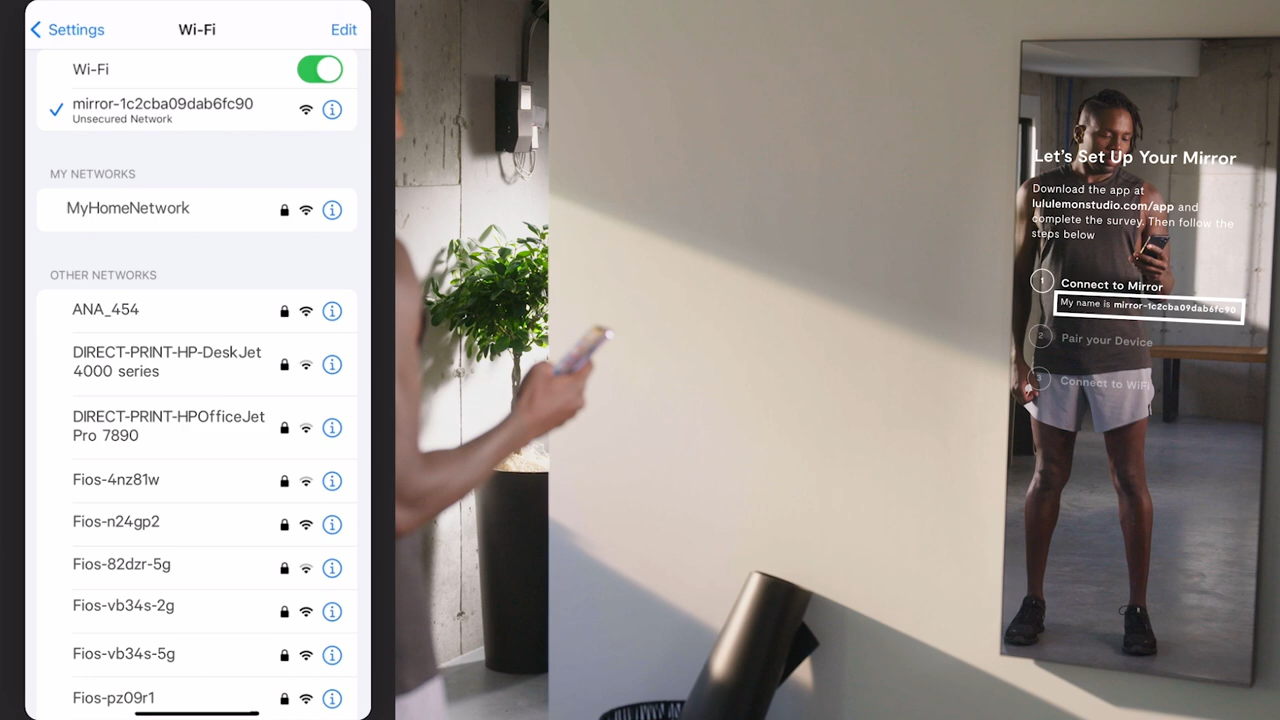 Settings
Wi-Fi
Edit
Wi-Fi
mirror-1c2cba09dab6fc90
Unsecured Network
MY NETWORKS
MyHomeNetwork
OTHER NETWORKS
ANA_454
DIRECT-PRINT-HP-DeskJet
4000 series
DIRECT-PRINT-HPOfficeJet
Pro 7890
Fios-4nz81w
Fios-n24gp2
Fios-82dzr-5g
Fios-vb34s-2g
Fios-vb34s-5g
Fios-pz09r1
Let's Set Up Your Mirror
Download the app at
lululemonstudio.com/app and
complete the survey. Then follow the
steps below
1 Connect to Mirror
My name is mirror-1c2cba09dab6fc90
2 Pair your Device
3 Connect to WiFi